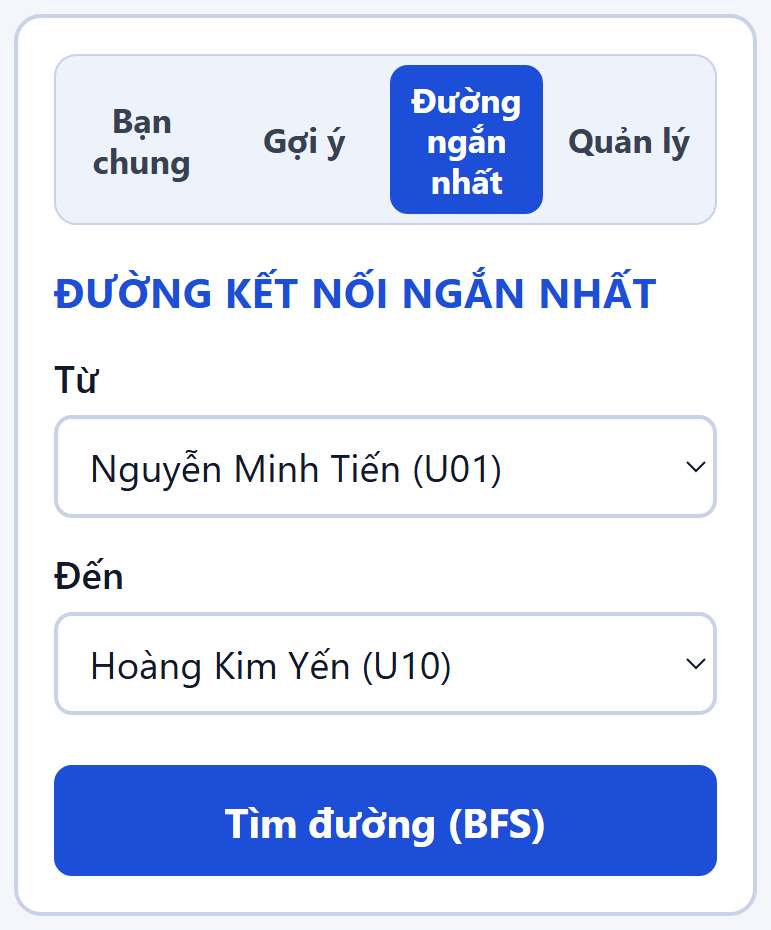 Bạn
chung
Gợi ý
Đường
ngắn
nhất
Quản lý
ĐƯỜNG KẾT NỐI NGẮN NHẤT
Từ
Nguyễn Minh Tiến (U01)
Đến
Hoàng Kim Yến (U10)
Tìm đường (BFS)